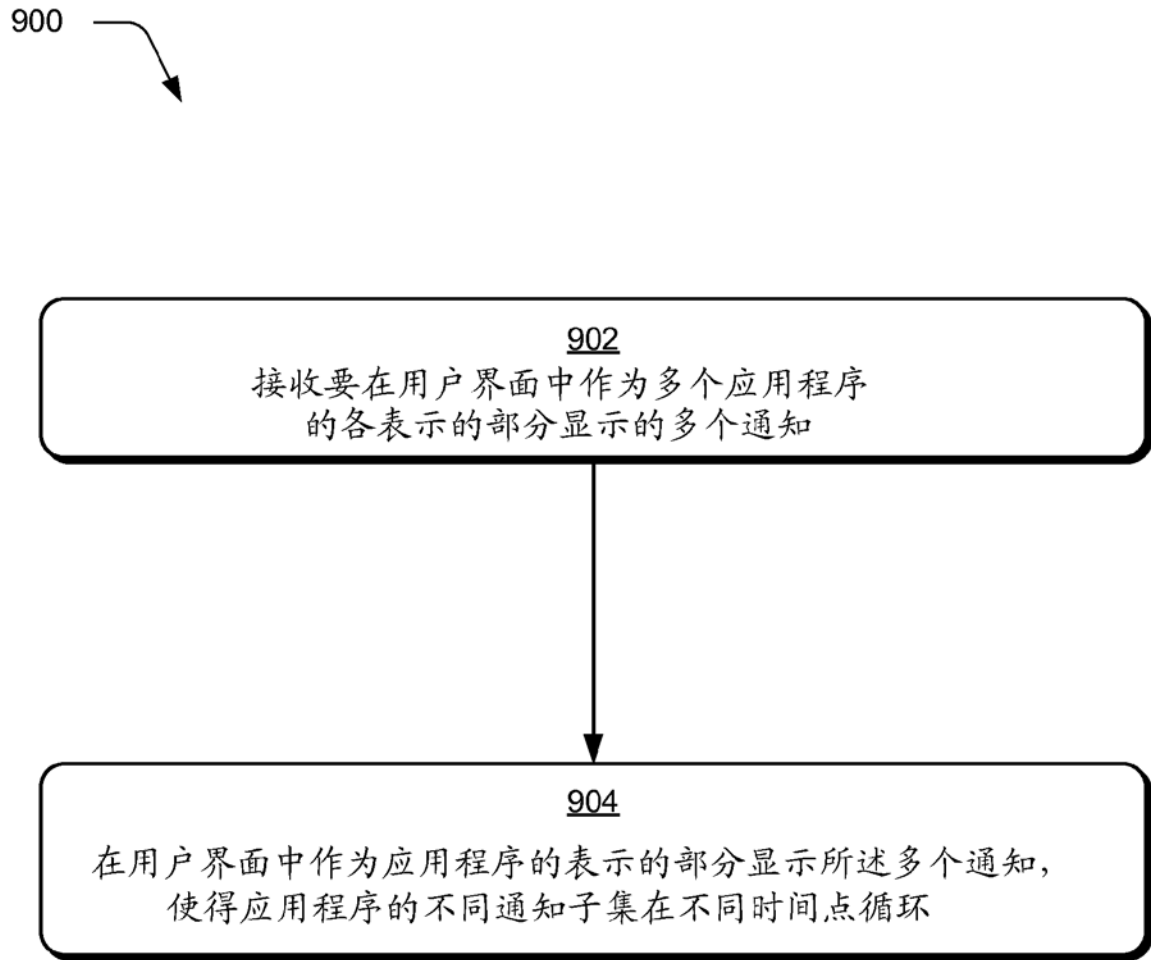 900
902
接收要在用户界面中作为多个应用程序
的各表示的部分显示的多个通知
904
在用户界面中作为应用程序的表示的部分显示所述多个通知，
使得应用程序的不同通知子集在不同时间点循环